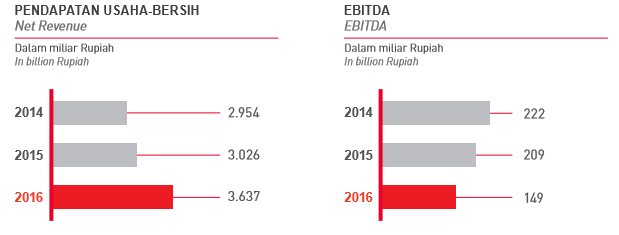 PENDAPATAN USAHA-BERSIH
Net Revenue
Dalam miliar Rupiah
In billion Rupiah
2014 2.954
2015 3.026
2016 3.637
EBITDA
EBITDA
Dalam miliar Rupiah
In billion Rupiah
2014 222
2015 209
2016 149